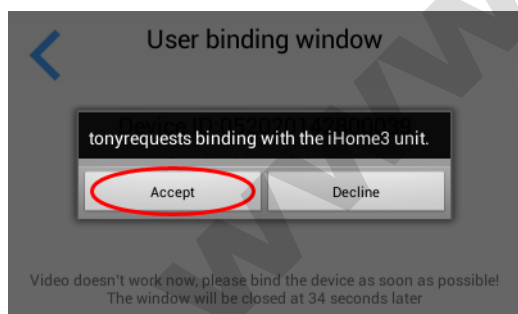 User binding window
tonyrequests binding with the iHome3 unit.
Accept
Decline
Video doesn't work now, please bind the device as soon as possible!
The window will be closed at 34 seconds later